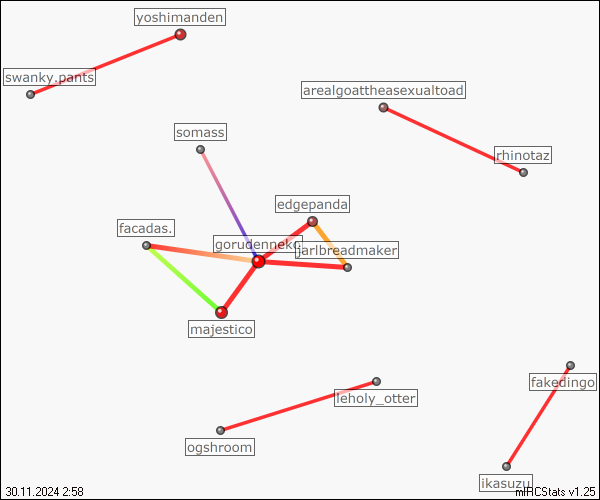 yoshimanden
swanky.pants
arealgoattheasexualtoad
somass
rhinotaz
edgepanda
facadas.
gorudenneko
jarlbreadmaker
majestico
fakedingo
leholy_otter
ogshroom
ikasuzu
30.11.2024 2:58
mIRCStats v1.25